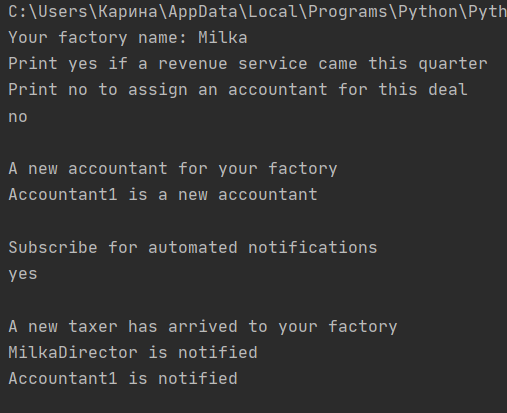 C:\Users\Карина\AppData\Local\Programs\Python\Pyth
Your factory name: Milka
Print yes if a revenue service came this quarter
Print no to assign an accountant for this deal
no
A new accountant for your factory
Accountant1 is a new accountant
Subscribe for automated notifications
yes
A new taxer has arrived to your factory
MilkaDirector is notified
Accountant1 is notified